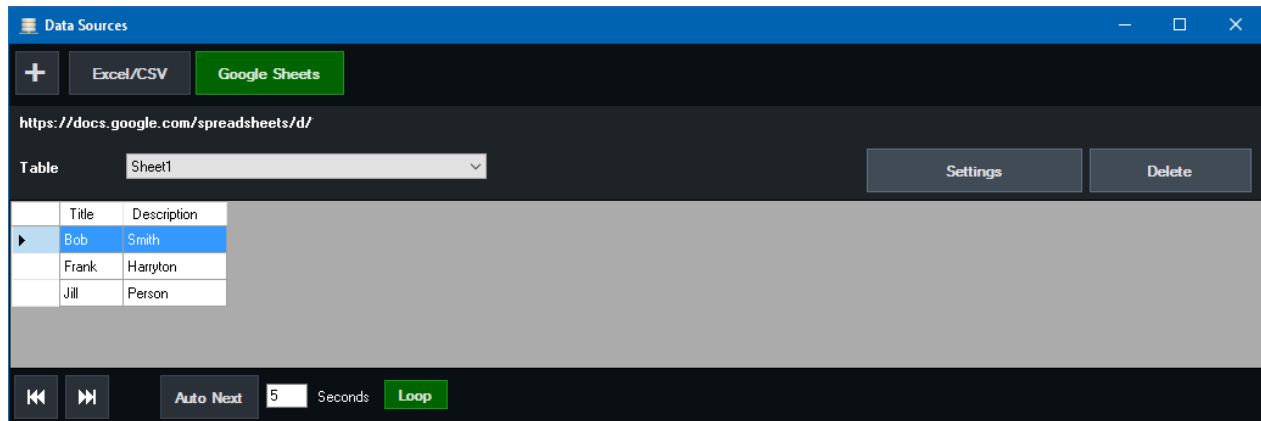 Data Sources
+ Excel/CSV Google Sheets
https://docs.google.com/spreadsheets/d/
Table Sheet1 Settings Delete
Title Description
Bob Smith
Frank Harryton
Jill Person
Auto Next 5 Seconds Loop